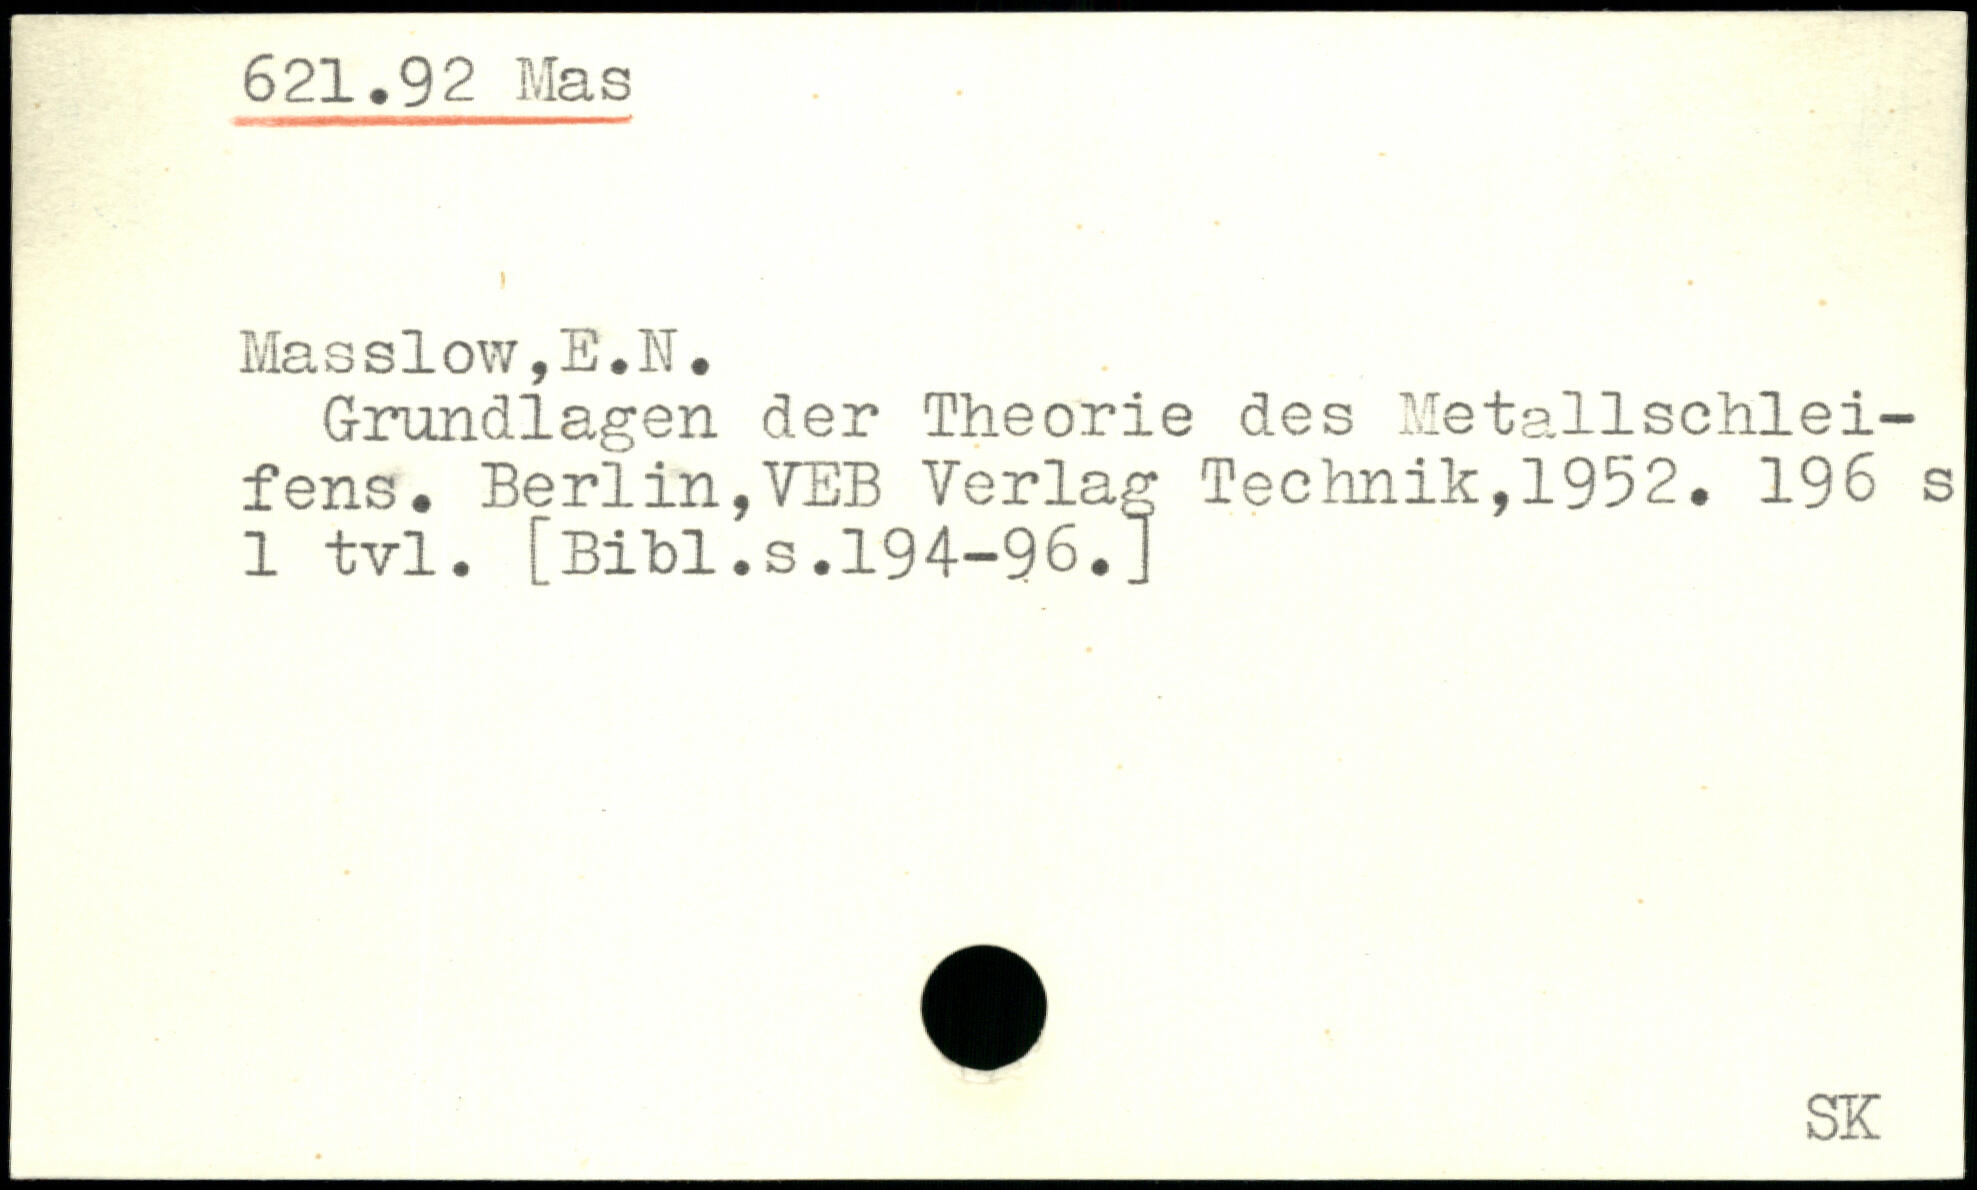 621.92 Mas
Masslow,E.N.
Grundlagen der Theorie des Metallschlei-
fens. Berlin,VEB Verlag Technik,1952. 196 s
1 tvl. [Bibl.s.194-96.]
SK